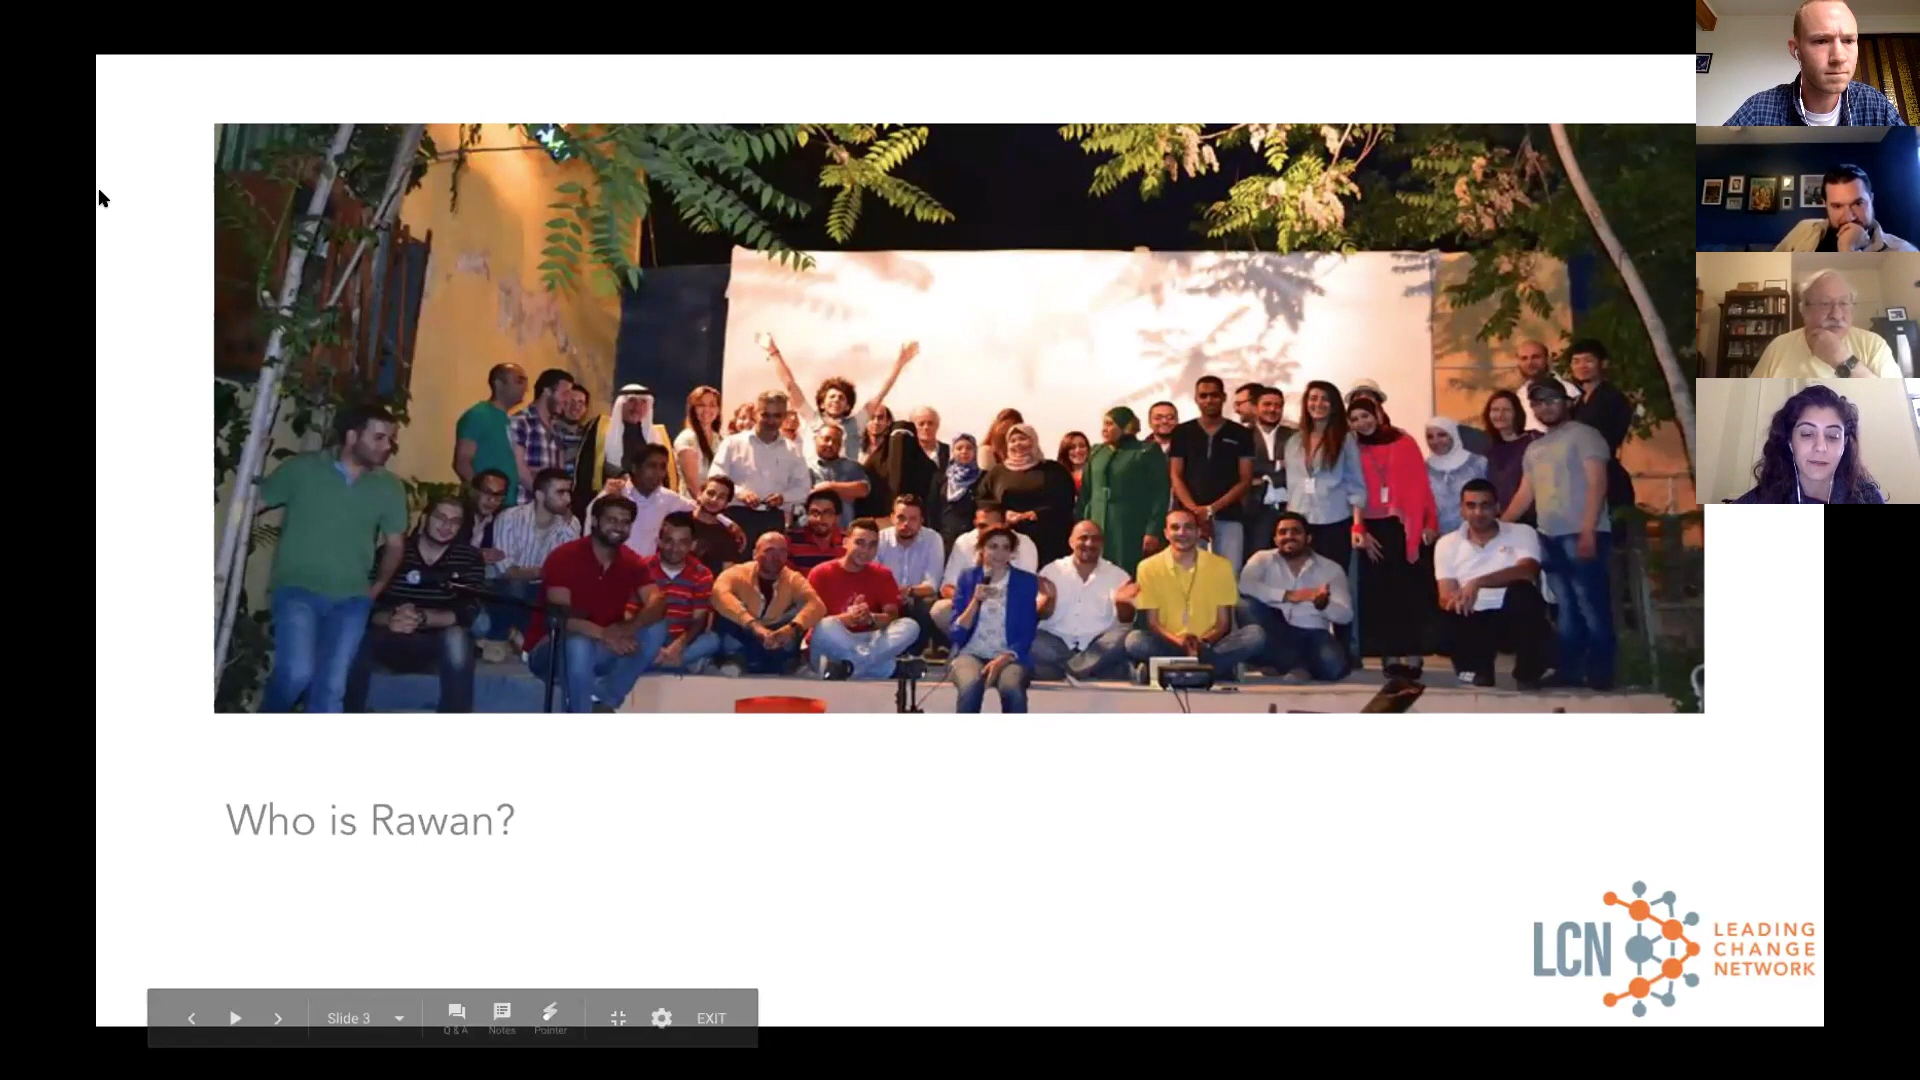 Who is Rawan?
LCN
LEADING
CHANGE
NETWORK
Slide 3
Q & A
Notes
Pointer
EXIT